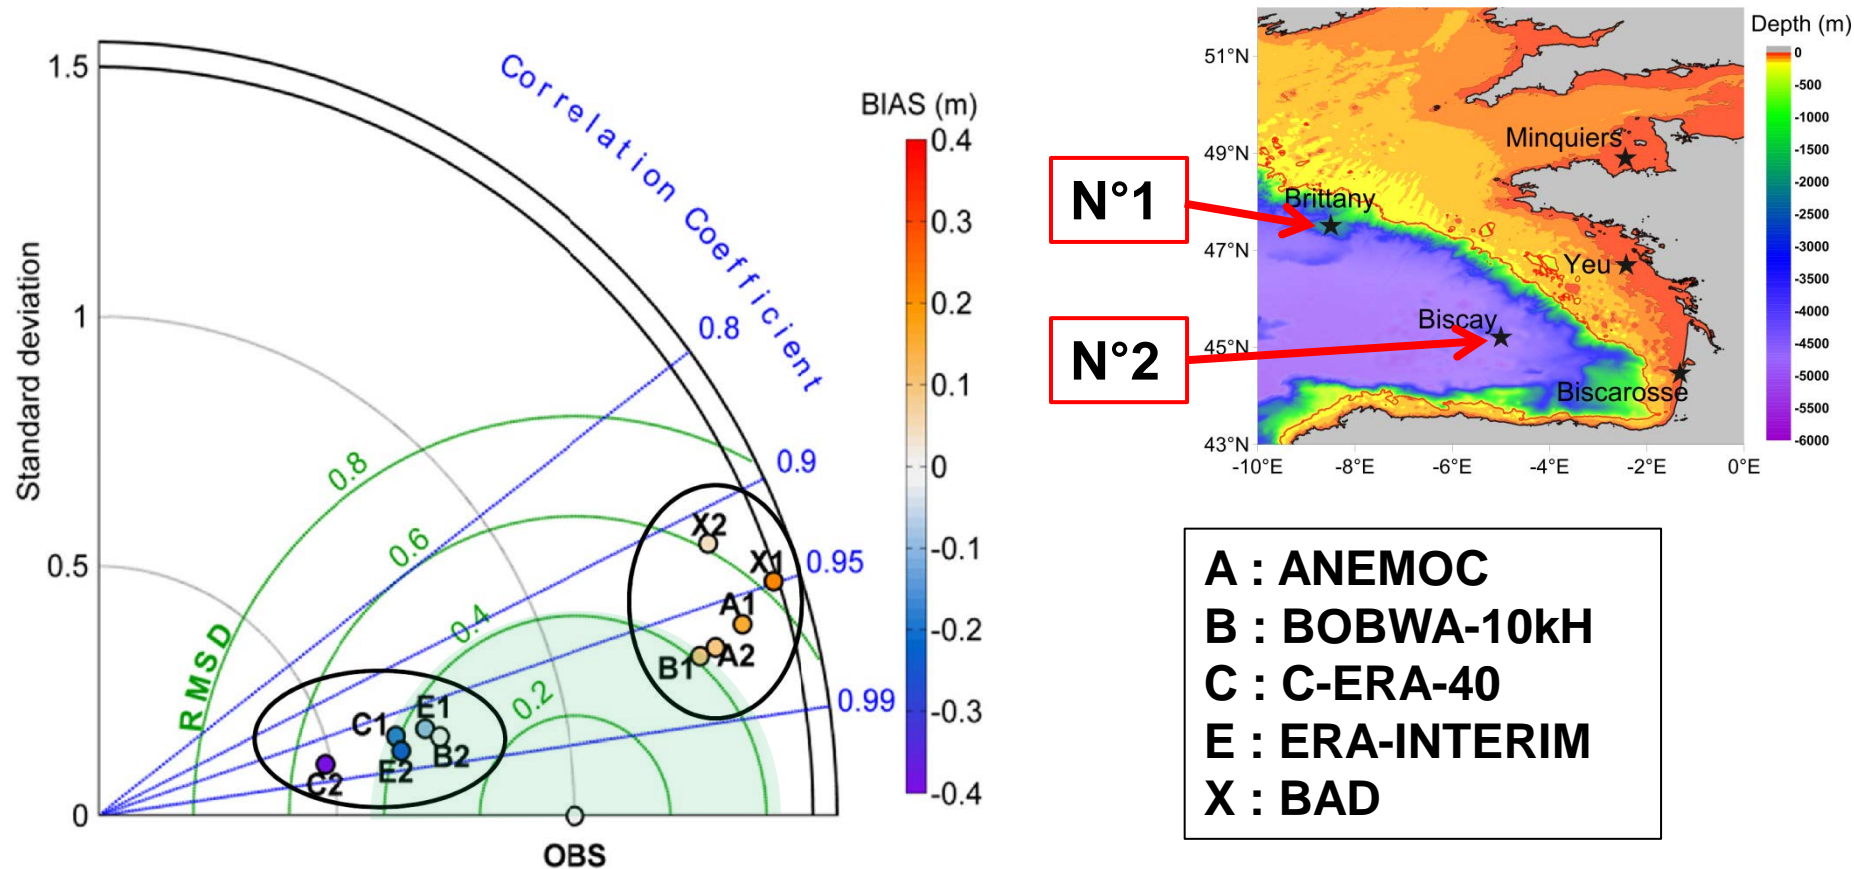 1.5
1
0.5
0
Standard deviation
Correlation Coefficient
0.8
0.9
0.95
0.99
RMSD
0.8
0.6
0.4
0.2
X2
X1
A1
A2
B1
E1
C1
B2
E2
C2
OBS
BIAS (m)
0.4
0.3
0.2
0.1
0
-0.1
-0.2
-0.3
-0.4
N°1
N°2
51°N
49°N
47°N
45°N
43°N
-10°E
-8°E
-6°E
-4°E
-2°E
0°E
Minquiers
Brittany
Yeu
Biscay
Biscarosse
Depth (m)
0
-500
-1000
-1500
-2000
-2500
-3000
-3500
-4000
-4500
-5000
-5500
-6000
A : ANEMOC
B : BOBWA-10kH
C : C-ERA-40
E : ERA-INTERIM
X : BAD